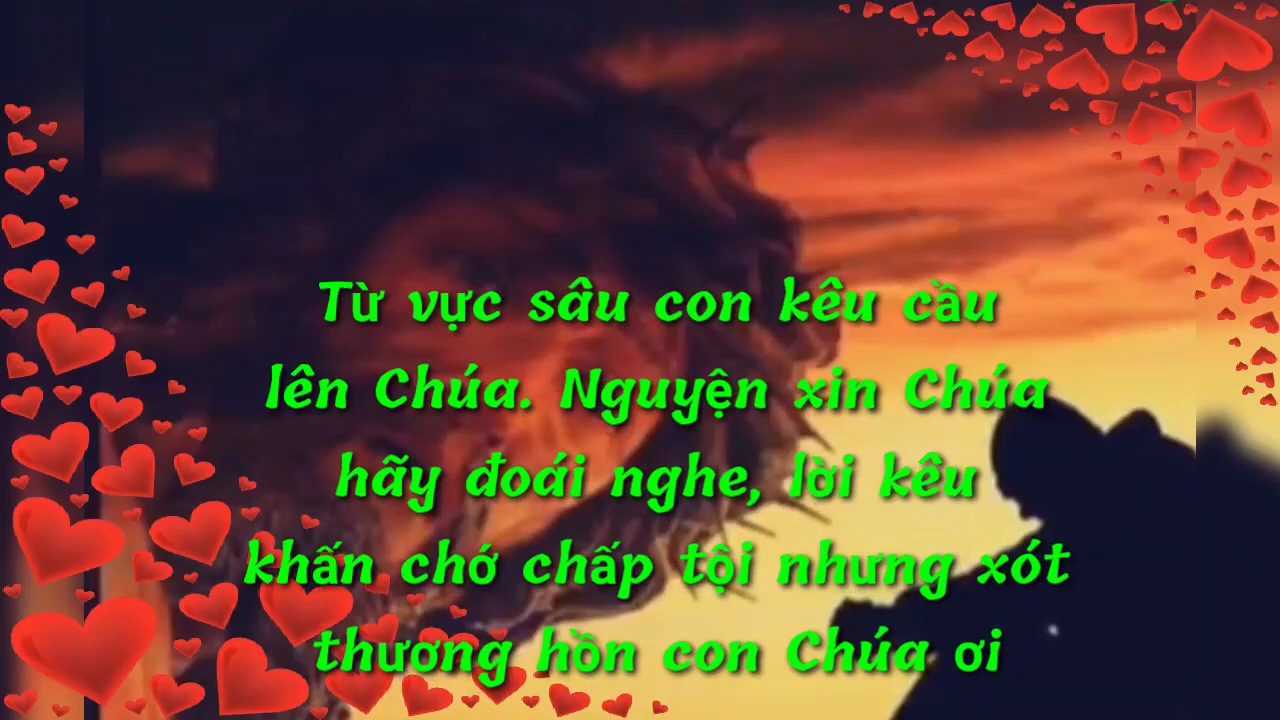 Từ vực sâu con kêu cầu
lên Chúa. Nguyện xin Chúa
hãy đoái nghe, lời kêu
khấn chớ chấp tội nhưng xót
thương hồn con Chúa ơi